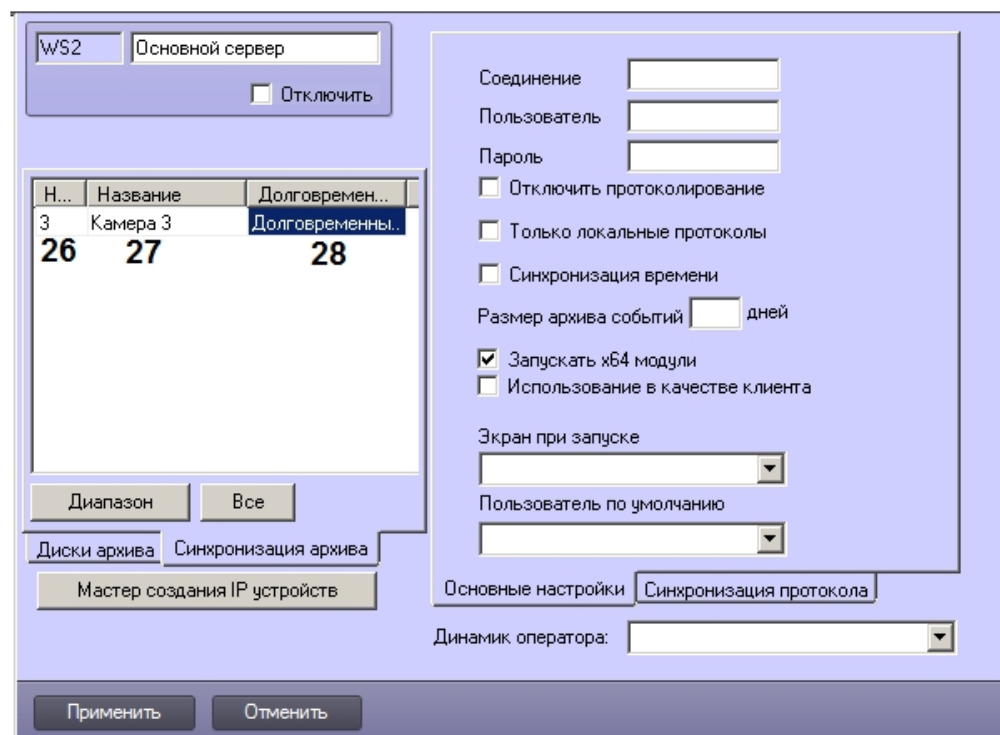 WS2 Основной сервер
Отключить
Н... Название Долговремен...
3 Камера 3 Долговременны..
26 27 28
Диапазон Все
Диски архива Синхронизация архива
Мастер создания IP устройств
Соединение
Пользователь
Пароль
Отключить протоколирование
Только локальные протоколы
Синхронизация времени
Размер архива событий дней
Запускать x64 модули
Использование в качестве клиента
Экран при запуске
Пользователь по умолчанию
Основные настройки Синхронизация протокола
Динамик оператора:
Применить Отменить